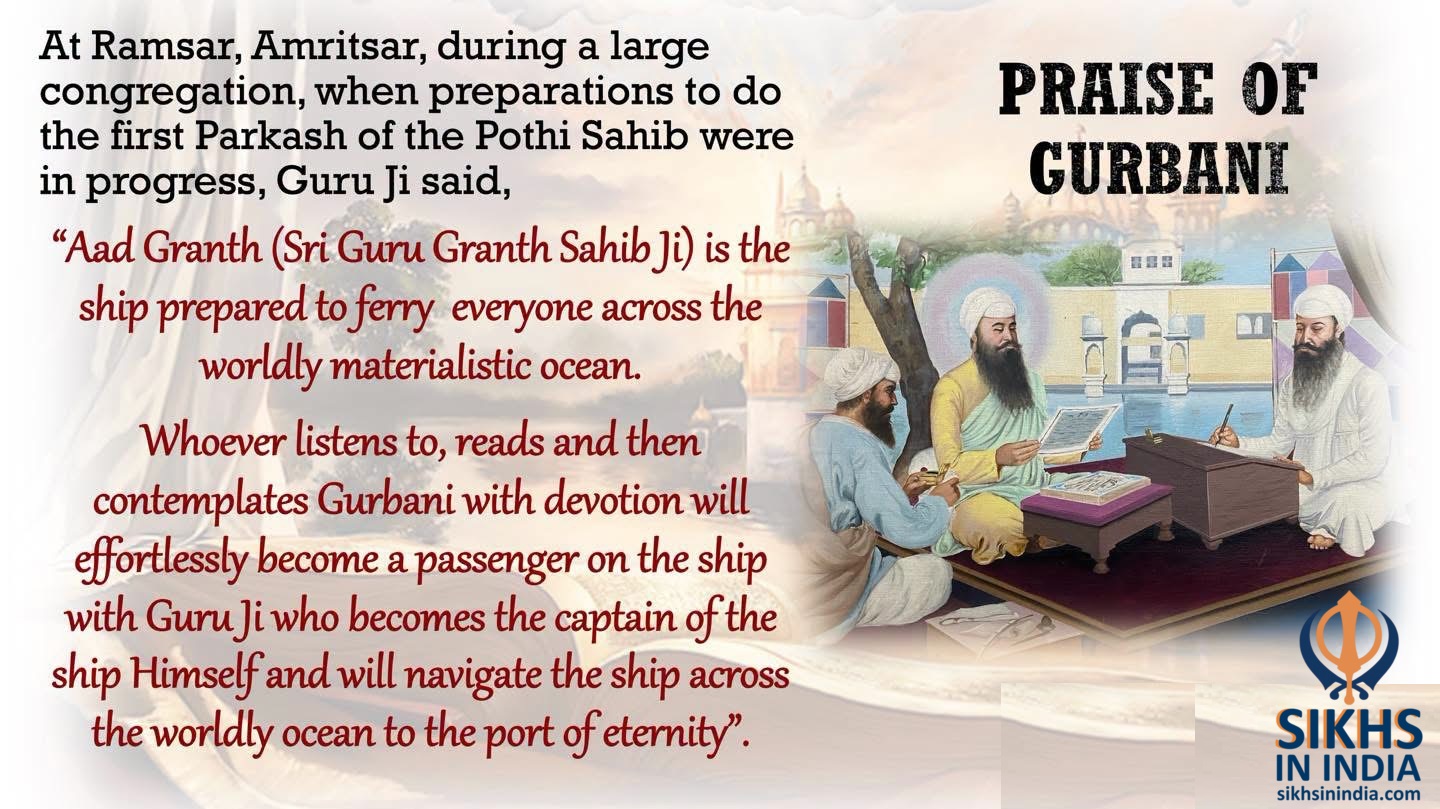 At Ramsar, Amritsar, during a large
congregation, when preparations to do
the first Parkash of the Pothi Sahib were
in progress, Guru Ji said,
“Aad Granth (Sri Guru Granth Sahib Ji) is the
ship prepared to ferry everyone across the
worldly materialistic ocean.
Whoever listens to, reads and then
contemplates Gurbani with devotion will
effortlessly become a passenger on the ship
with Guru Ji who becomes the captain of the
ship Himself and will navigate the ship across
the worldly ocean to the port of eternity”.
PRAISE OF
GURBANI
SIKHS
IN INDIA
sikhsinindia.com